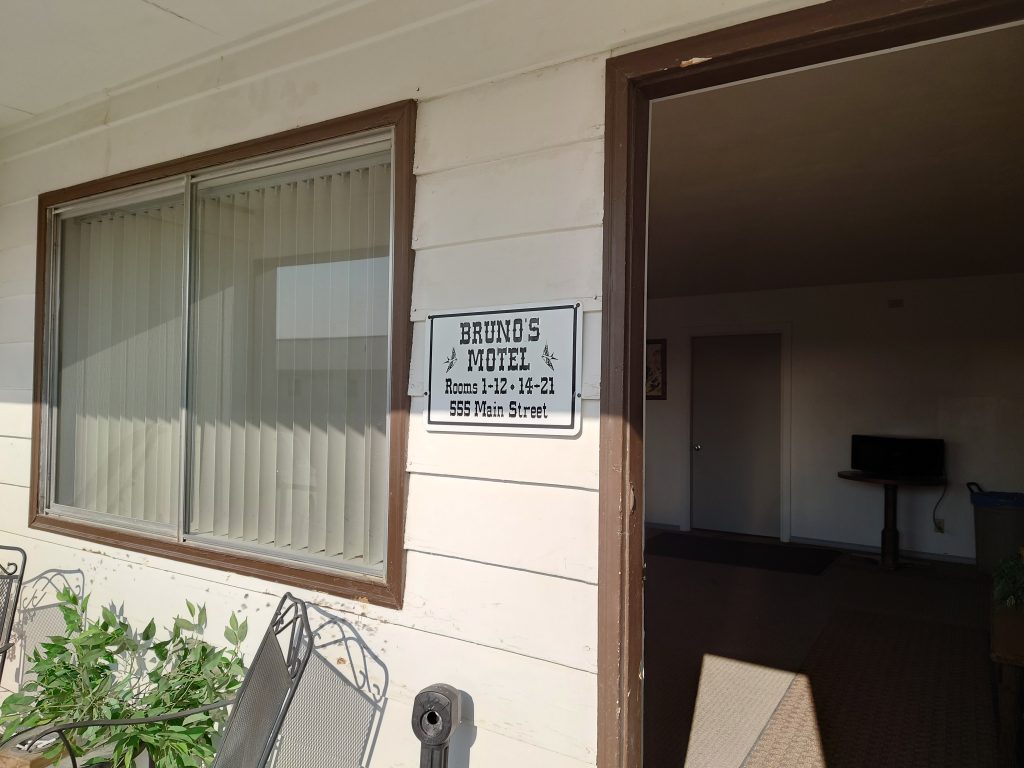 BRUNO'S
MOTEL
Rooms 1-12 • 14-21
555 Main Street